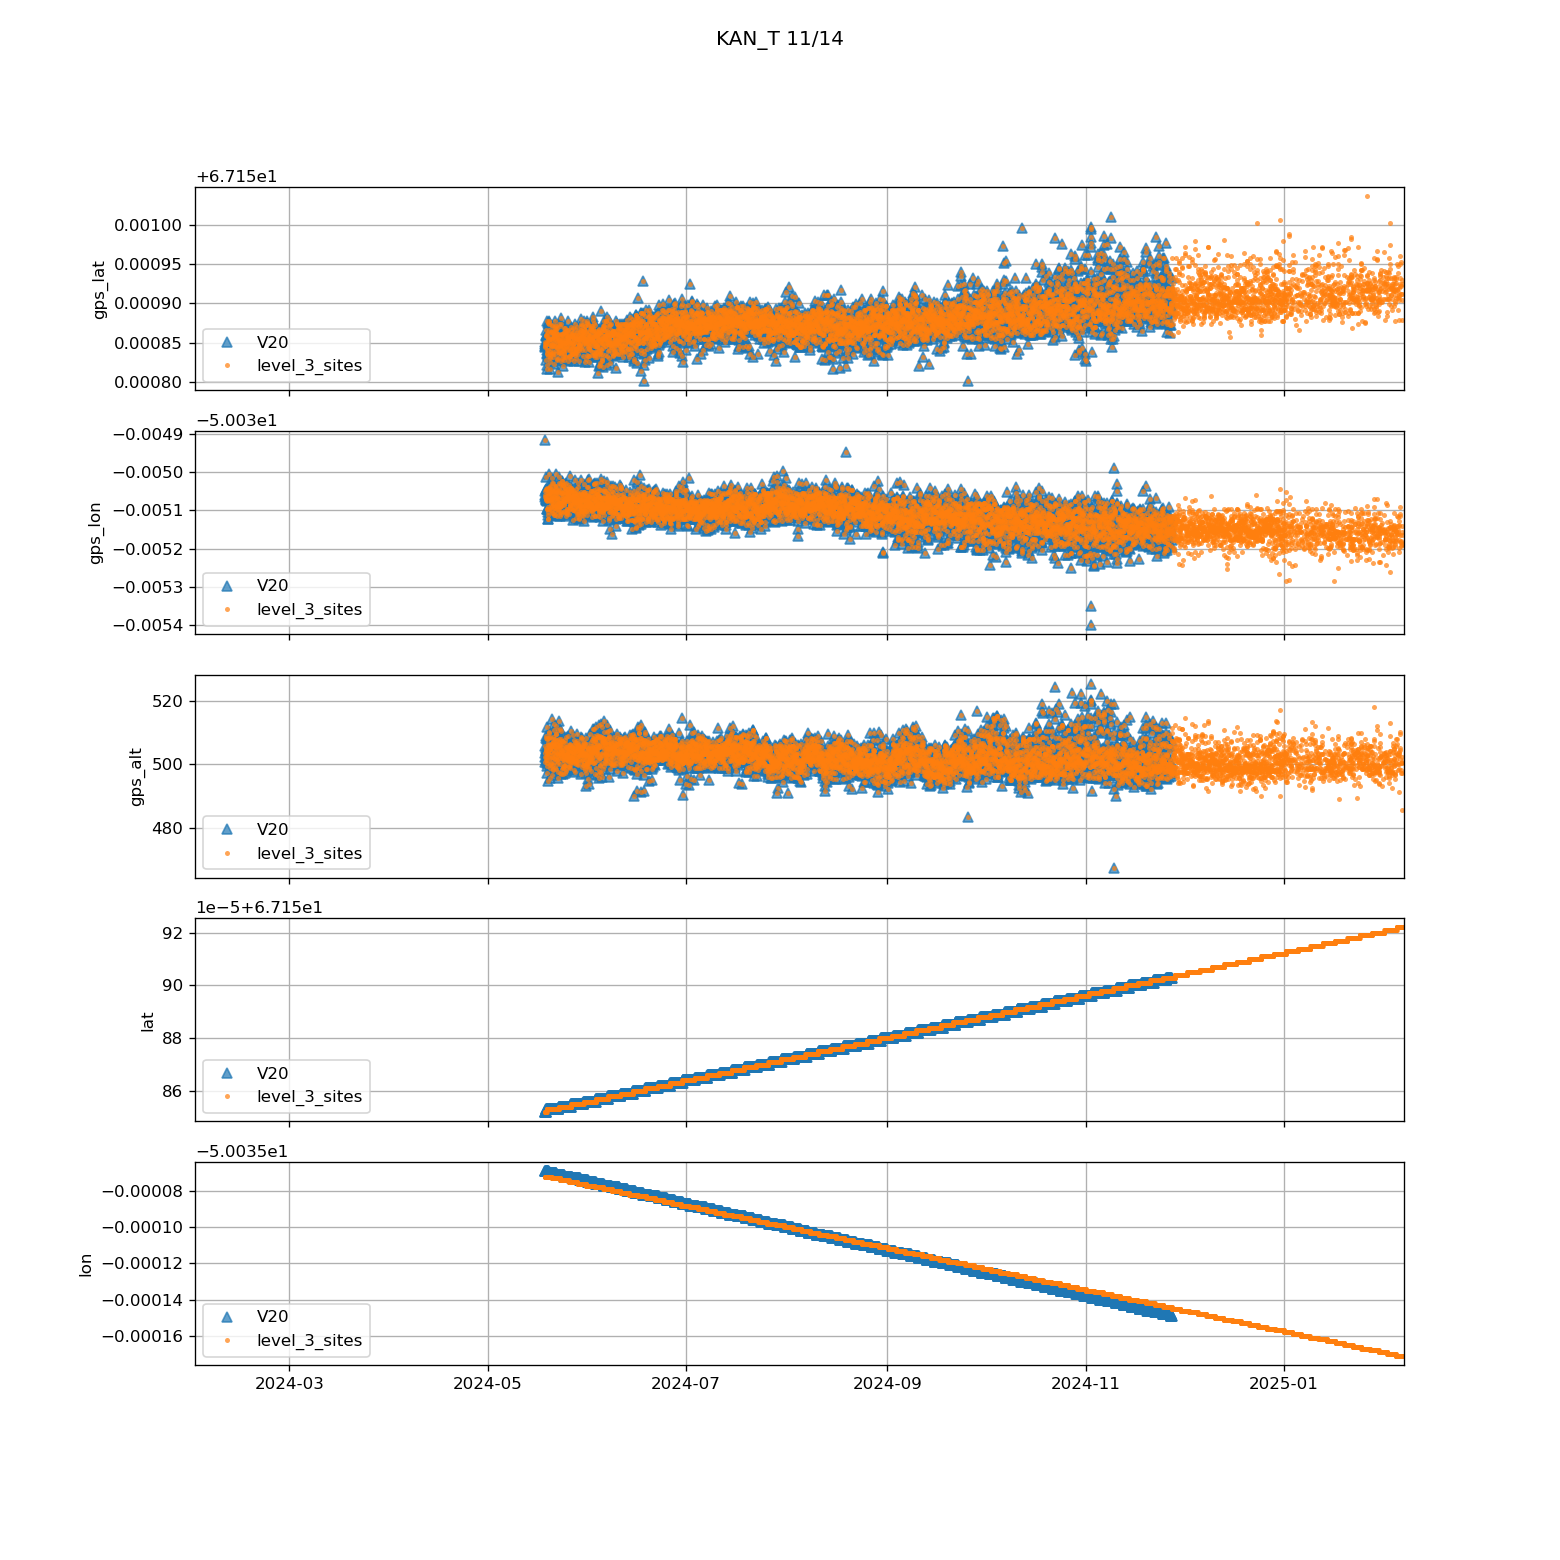 KAN_T 11/14
+6.715e1
0.00100
0.00095
0.00090
0.00085
0.00080
gps_lat
V20
level_3_sites
−5.003e1
−0.0049
−0.0050
−0.0051
−0.0052
−0.0053
−0.0054
gps_lon
V20
level_3_sites
520
500
480
gps_alt
V20
level_3_sites
1e−5+6.715e1
92
90
88
86
lat
V20
level_3_sites
−5.0035e1
−0.00008
−0.00010
−0.00012
−0.00014
−0.00016
lon
V20
level_3_sites
2024-03
2024-05
2024-07
2024-09
2024-11
2025-01